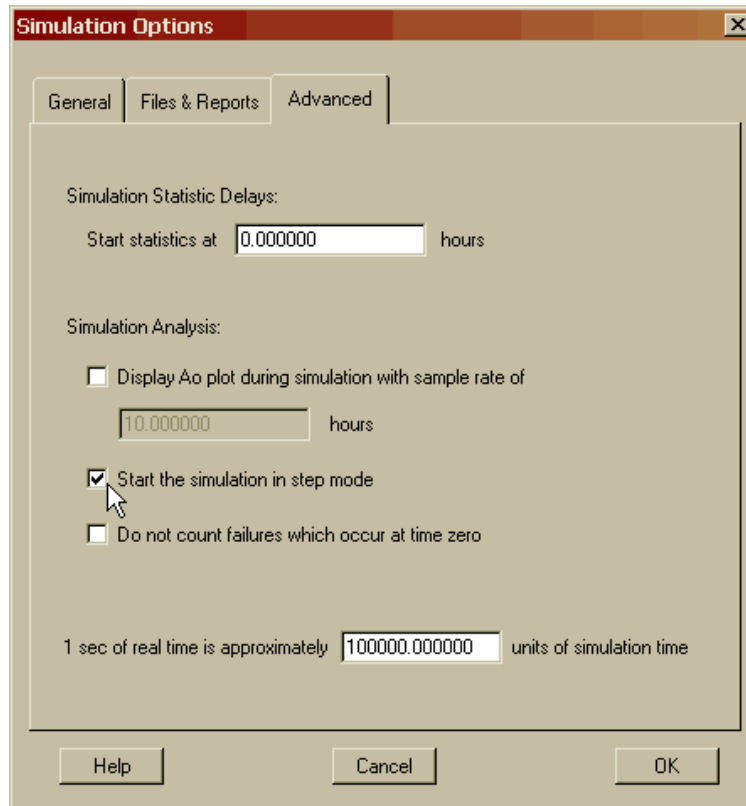 Simulation Options
General Files & Reports Advanced
Simulation Statistic Delays:
Start statistics at 0.000000 hours
Simulation Analysis:
Display Ao plot during simulation with sample rate of
10.000000 hours
Start the simulation in step mode
Do not count failures which occur at time zero
1 sec of real time is approximately 100000.000000 units of simulation time
Help Cancel OK